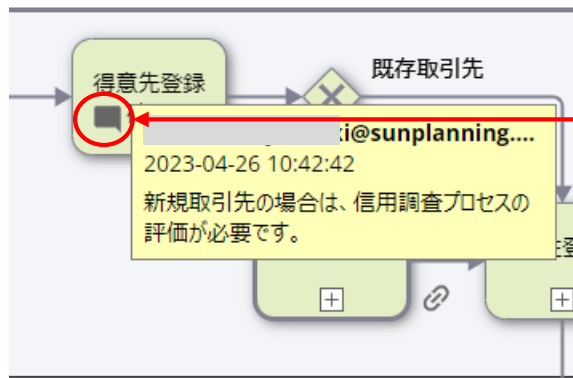 得意先登録
既存取引先
ki@sunplanning....
2023-04-26 10:42:42
新規取引先の場合は、信用調査プロセスの
評価が必要です。